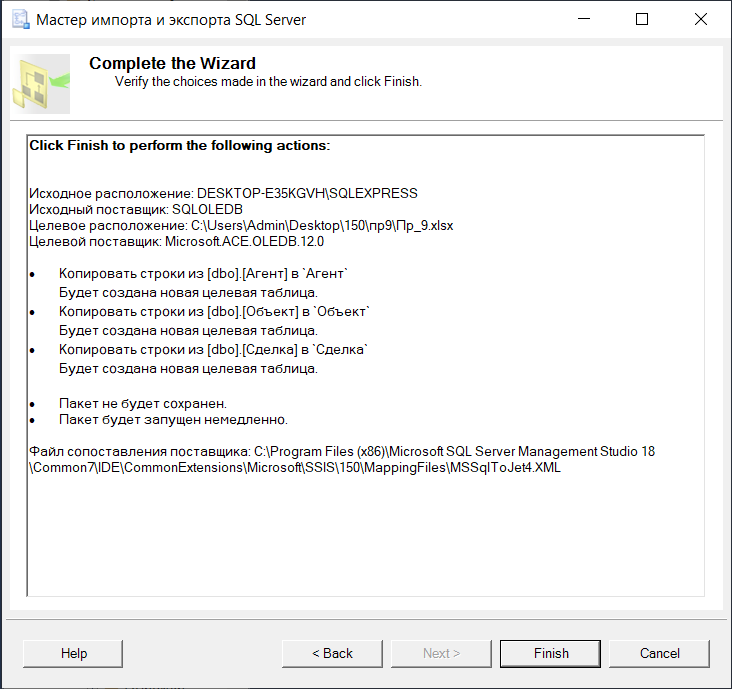 Мастер импорта и экспорта SQL Server
Complete the Wizard
Verify the choices made in the wizard and click Finish.
Click Finish to perform the following actions:
Исходное расположение: DESKTOP-E35KGVH\SQLEXPRESS
Исходный поставщик: SQLOLEDB
Целевое расположение: C:\Users\Admin\Desktop\150\пр9\Пр_9.xlsx
Целевой поставщик: Microsoft.ACE.OLEDB.12.0
• Копировать строки из [dbo].[Агент] в `Агент`
Будет создана новая целевая таблица.
• Копировать строки из [dbo].[Объект] в `Объект`
Будет создана новая целевая таблица.
• Копировать строки из [dbo].[Сделка] в `Сделка`
Будет создана новая целевая таблица.
• Пакет не будет сохранен.
• Пакет будет запущен немедленно.
Файл сопоставления поставщика: C:\Program Files (x86)\Microsoft SQL Server Management Studio 18
\Common7\IDE\CommonExtensions\Microsoft\SSIS\150\MappingFiles\MSSqlToJet4.XML
Help
< Back
Next >
Finish
Cancel